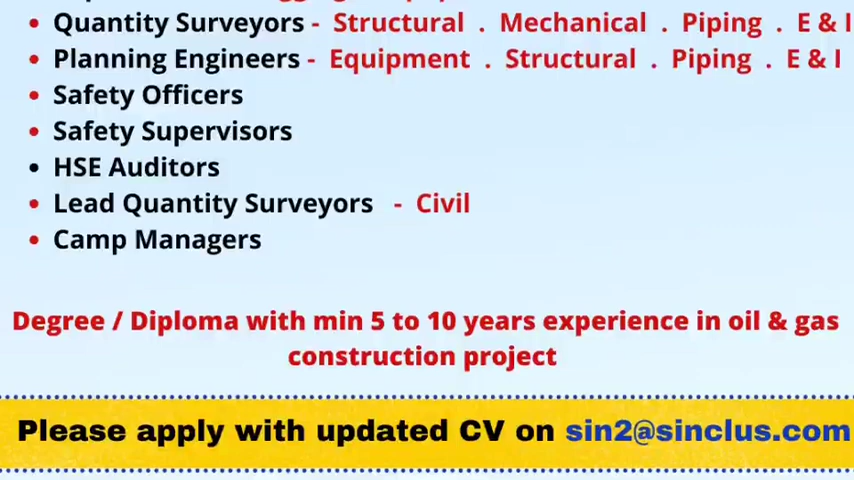 • Quantity Surveyors - Structural . Mechanical . Piping . E & I
• Planning Engineers - Equipment . Structural . Piping . E & I
• Safety Officers
• Safety Supervisors
• HSE Auditors
• Lead Quantity Surveyors - Civil
• Camp Managers
Degree / Diploma with min 5 to 10 years experience in oil & gas
construction project
Please apply with updated CV on sin2@sinclus.com